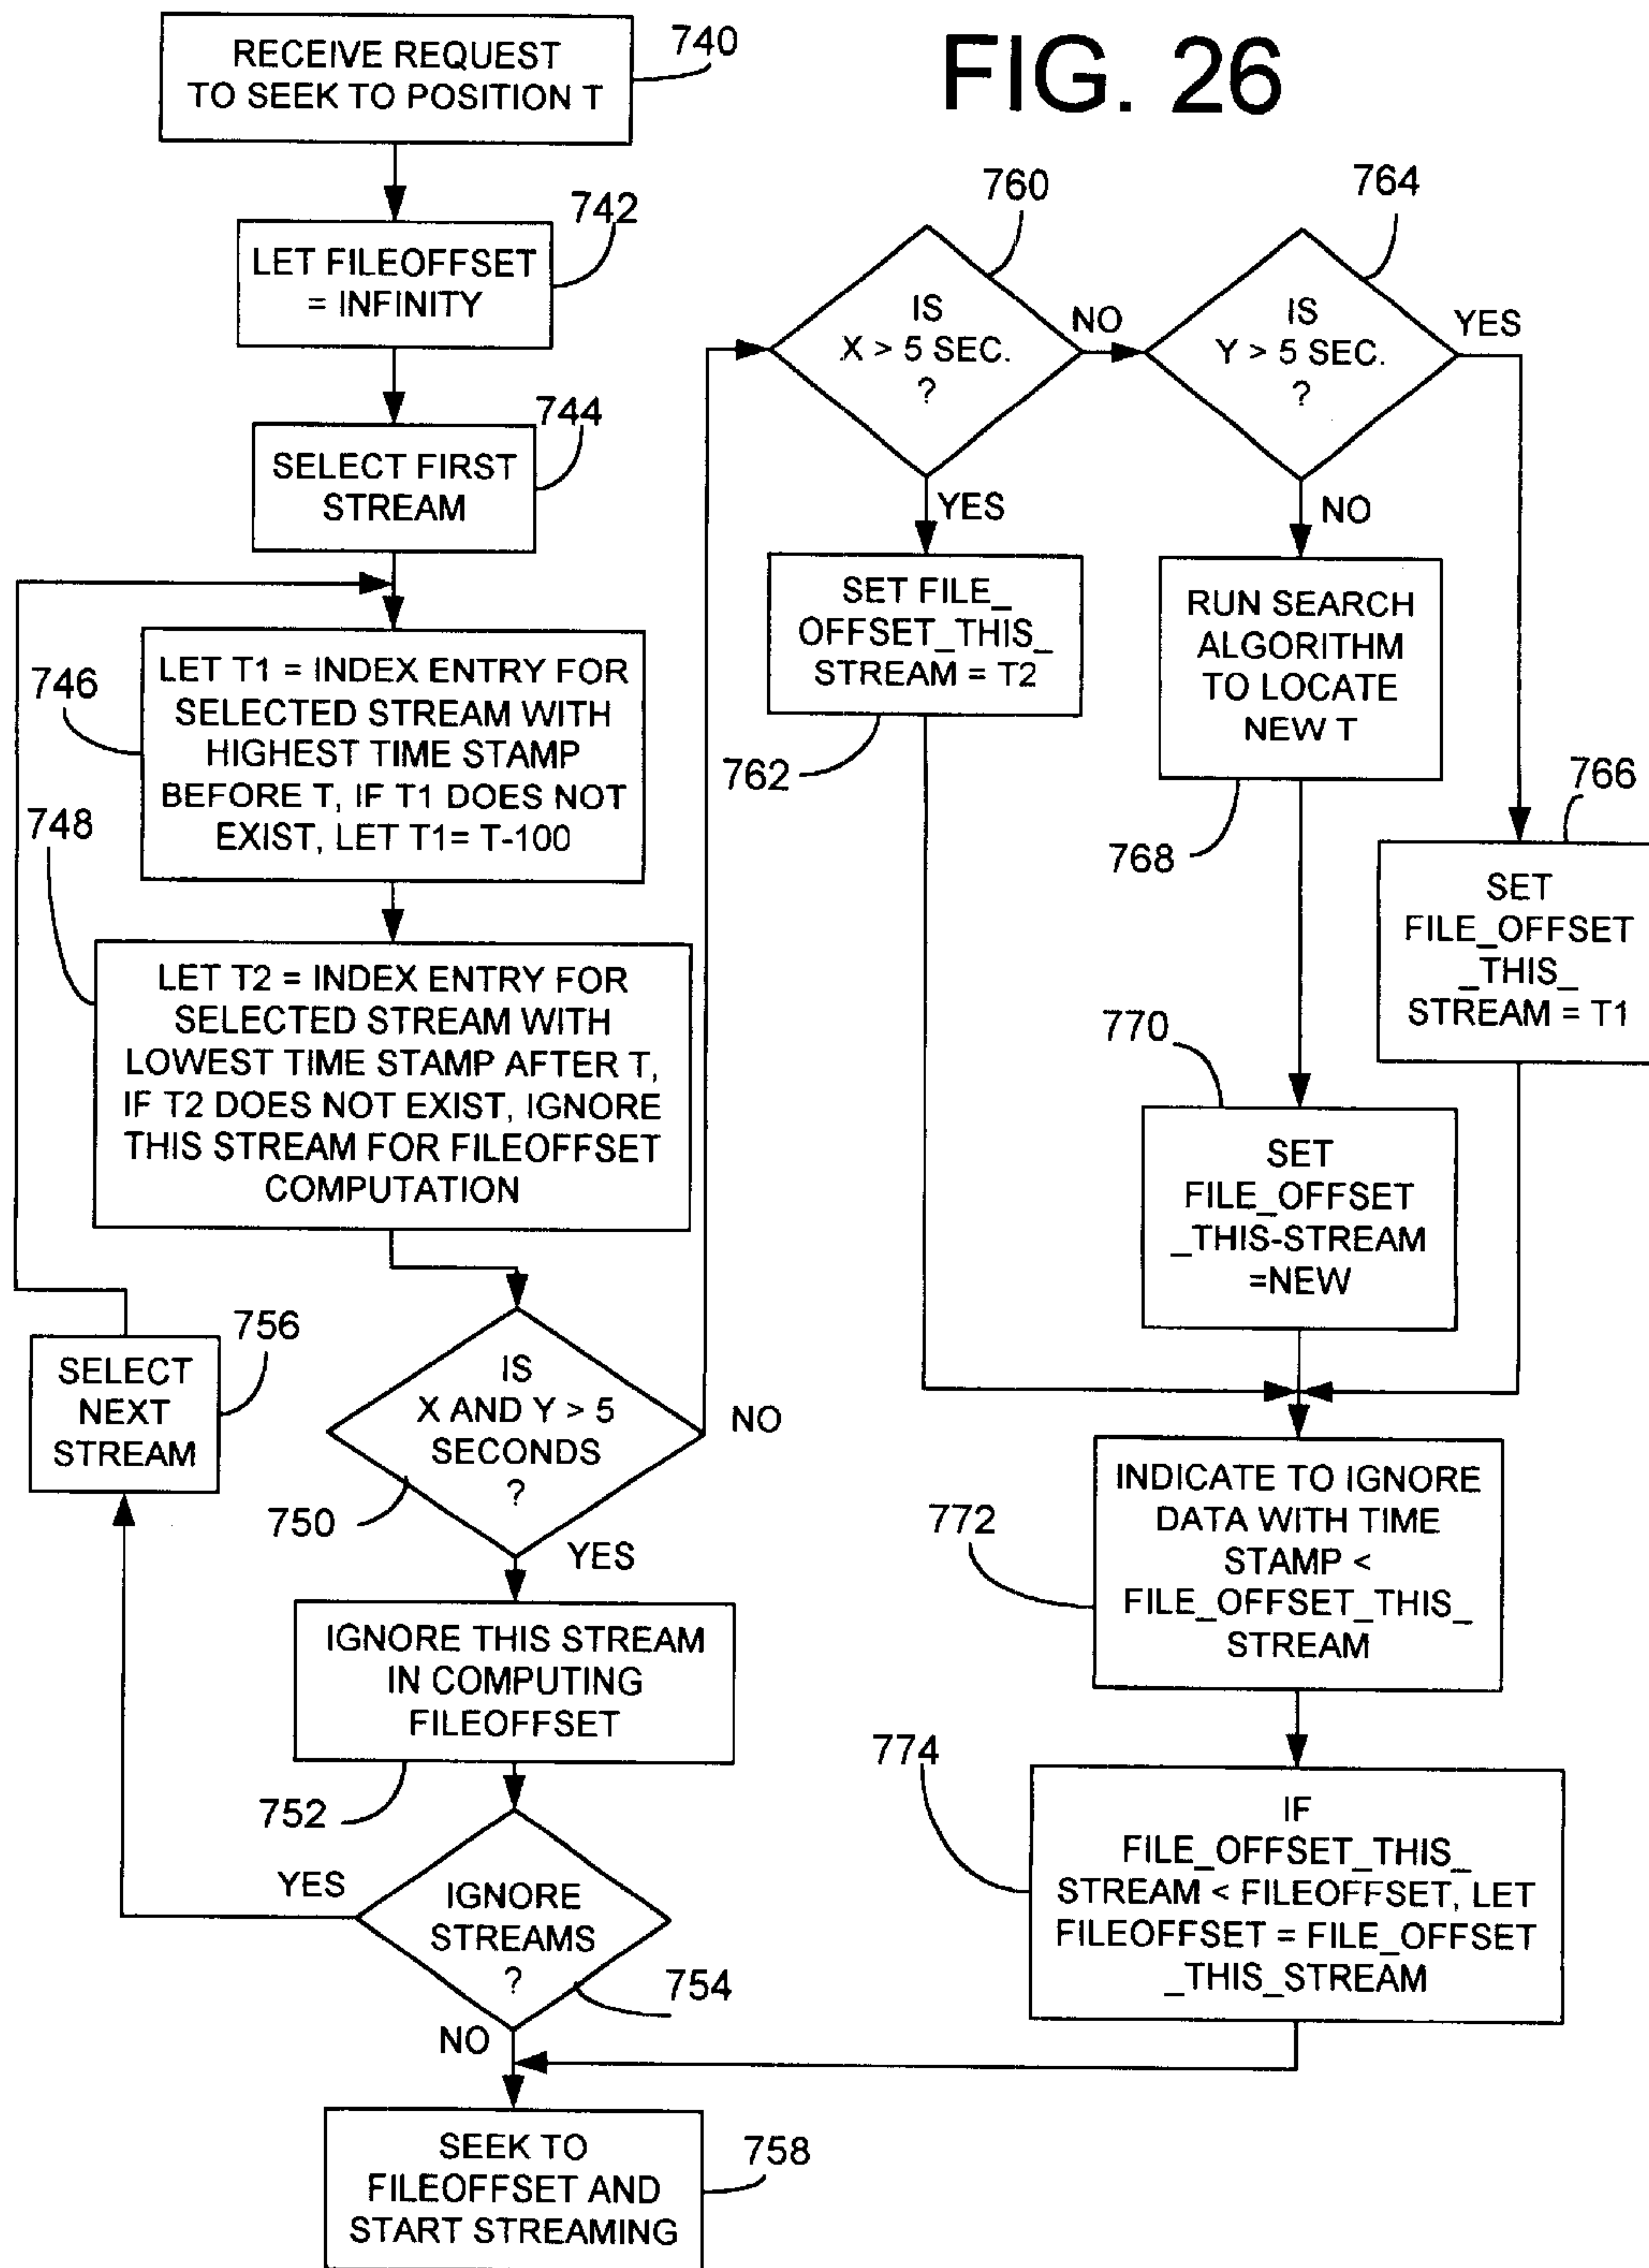 FIG. 26
RECEIVE REQUEST
TO SEEK TO POSITION T
740
LET FILEOFFSET
= INFINITY
742
SELECT FIRST
STREAM
744
LET T1 = INDEX ENTRY FOR
SELECTED STREAM WITH
HIGHEST TIME STAMP
BEFORE T, IF T1 DOES NOT
EXIST, LET T1= T-100
746
748
LET T2 = INDEX ENTRY FOR
SELECTED STREAM WITH
LOWEST TIME STAMP AFTER T,
IF T2 DOES NOT EXIST, IGNORE
THIS STREAM FOR FILEOFFSET
COMPUTATION
IS
X AND Y > 5
SECONDS
?
750
NO
YES
SELECT
NEXT
STREAM
756
IGNORE THIS STREAM
IN COMPUTING
FILEOFFSET
752
IGNORE
STREAMS
?
754
YES
NO
SEEK TO
FILEOFFSET AND
START STREAMING
758
760
IS
X > 5 SEC.
?
NO
YES
764
IS
Y > 5 SEC.
?
YES
NO
SET FILE_
OFFSET_THIS_
STREAM = T2
762
RUN SEARCH
ALGORITHM
TO LOCATE
NEW T
768
766
SET
FILE_OFFSET
_THIS_
STREAM = T1
770
SET
FILE_OFFSET
_THIS-STREAM
=NEW
772
INDICATE TO IGNORE
DATA WITH TIME
STAMP <
FILE_OFFSET_THIS_
STREAM
774
IF
FILE_OFFSET_THIS_
STREAM < FILEOFFSET, LET
FILEOFFSET = FILE_OFFSET
_THIS_STREAM